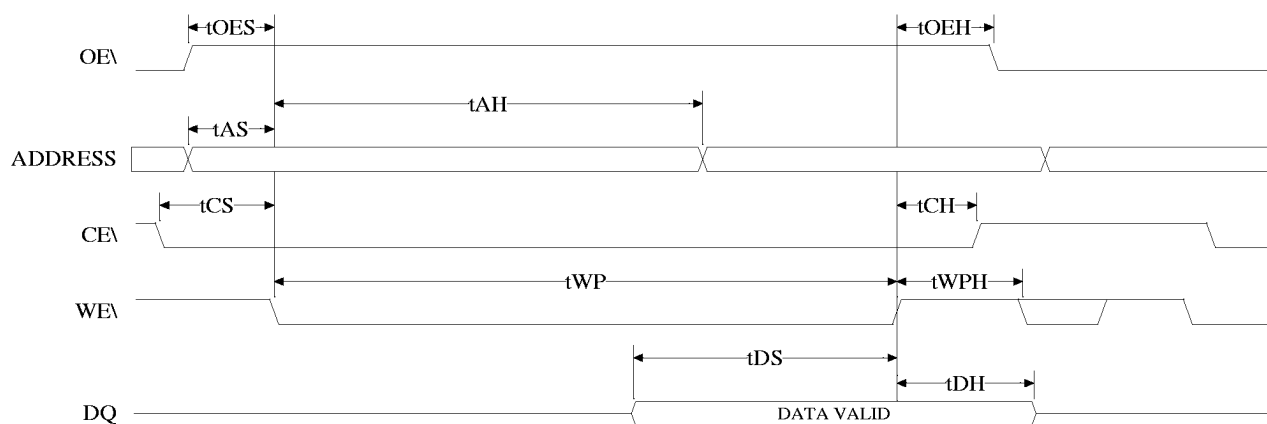 tOES tOEH
OE\
tAH
tAS
ADDRESS
tCS tCH
CE\
tWP tWPH
WE\
tDS
tDH
DQ DATA VALID